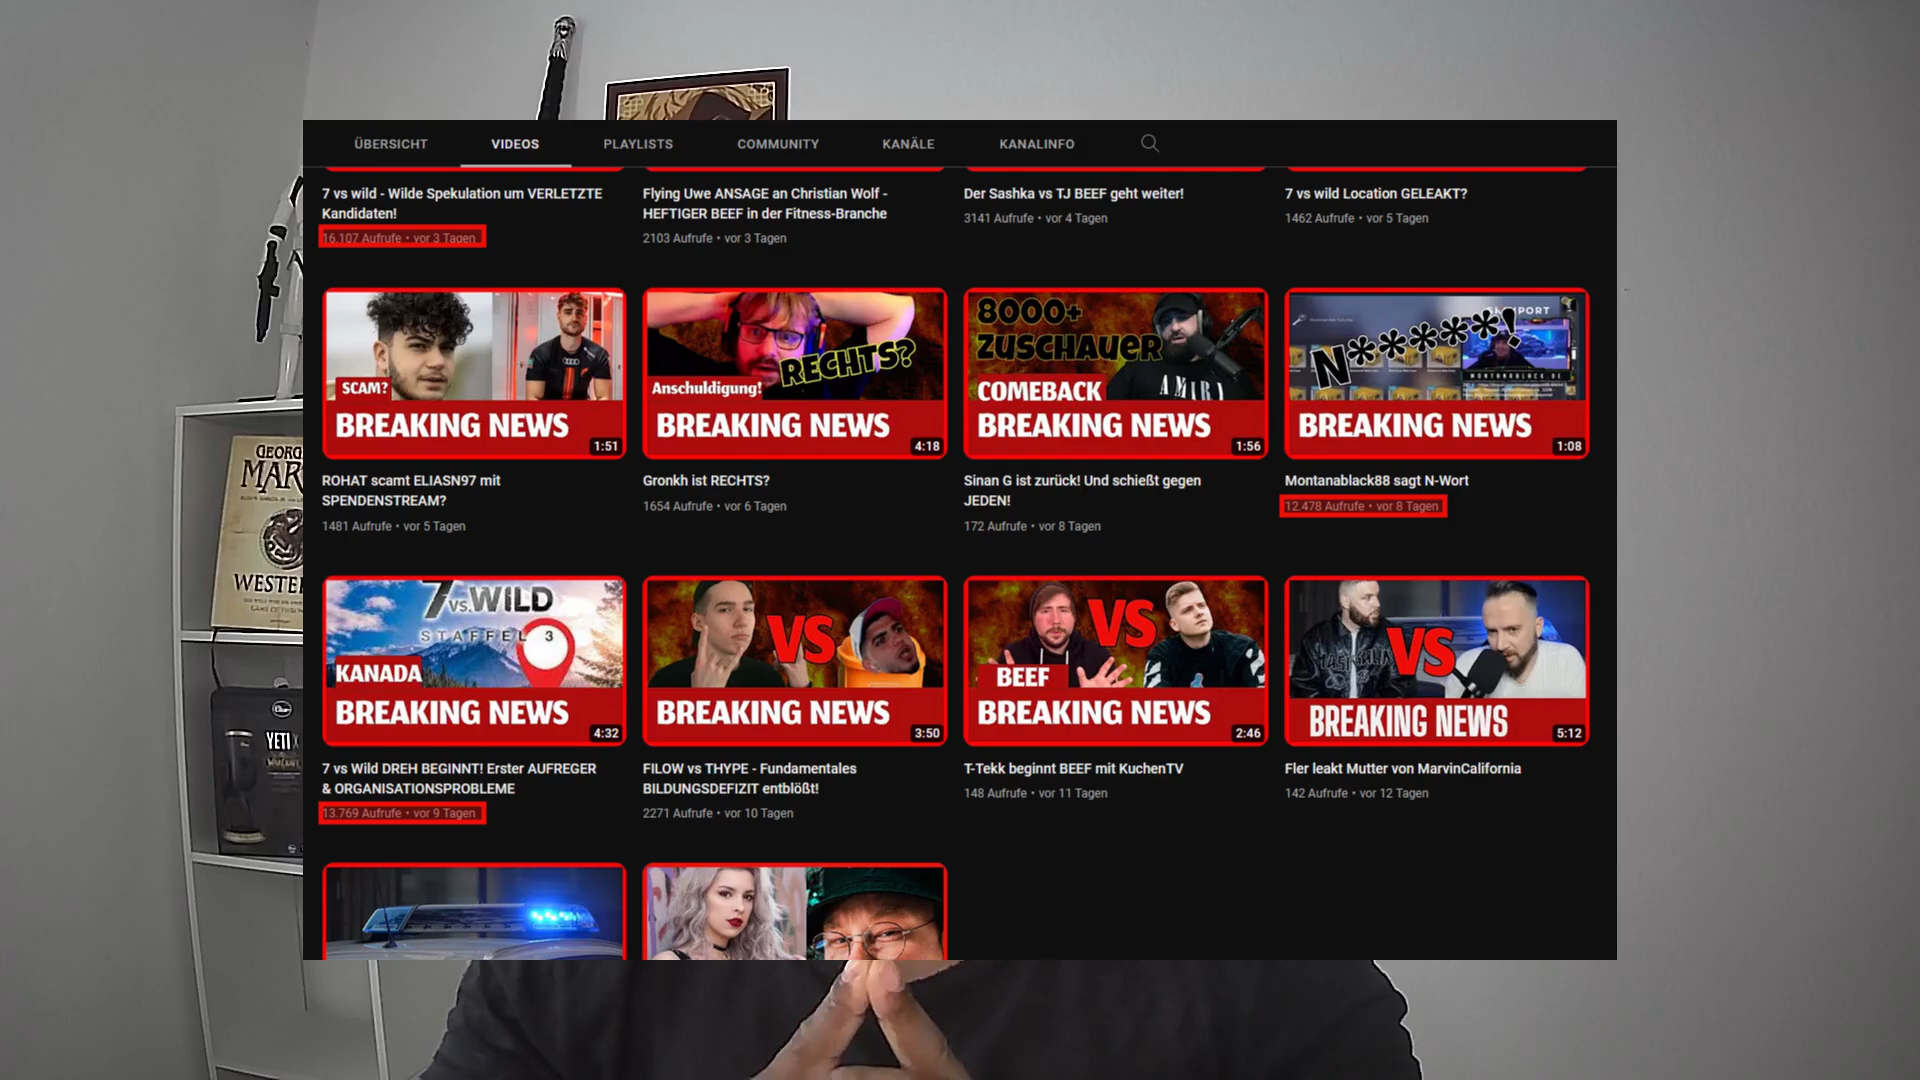 ÜBERSICHT VIDEOS PLAYLISTS COMMUNITY KANÄLE KANALINFO
7 vs wild - Wilde Spekulation um VERLETZTE
Kandidaten!
16.107 Aufrufe • vor 3 Tagen
Flying Uwe ANSAGE an Christian Wolf -
HEFTIGER BEEF in der Fitness-Branche
2103 Aufrufe • vor 3 Tagen
Der Sashka vs TJ BEEF geht weiter!
3141 Aufrufe • vor 4 Tagen
7 vs wild Location GELEAKT?
1462 Aufrufe • vor 5 Tagen
SCAM?
BREAKING NEWS
1:51
ROHAT scamt ELIASN97 mit
SPENDENSTREAM?
1481 Aufrufe • vor 5 Tagen
RECHTS?
Anschuldigung!
BREAKING NEWS
4:18
Gronkh ist RECHTS?
1654 Aufrufe • vor 6 Tagen
8000+
ZUSCHAUER
AMIRI
COMEBACK
BREAKING NEWS
1:56
Sinan G ist zurück! Und schießt gegen
JEDEN!
172 Aufrufe • vor 8 Tagen
N*****!
BREAKING NEWS
1:08
Montanablack88 sagt N-Wort
12.478 Aufrufe • vor 8 Tagen
7 VS. WILD
STAFFEL 3
KANADA
BREAKING NEWS
4:32
7 vs Wild DREH BEGINNT! Erster AUFREGER
& ORGANISATIONSPROBLEME
13.769 Aufrufe • vor 9 Tagen
VS
BREAKING NEWS
3:50
FILOW vs THYPE - Fundamentales
BILDUNGSDEFIZIT entblößt!
2271 Aufrufe • vor 10 Tagen
VS
BEEF
BREAKING NEWS
2:46
T-Tekk beginnt BEEF mit KuchenTV
148 Aufrufe • vor 11 Tagen
VS
BREAKING NEWS
5:12
Fler leakt Mutter von MarvinCalifornia
142 Aufrufe • vor 12 Tagen
GEORG
MAR
WESTE
YETI X